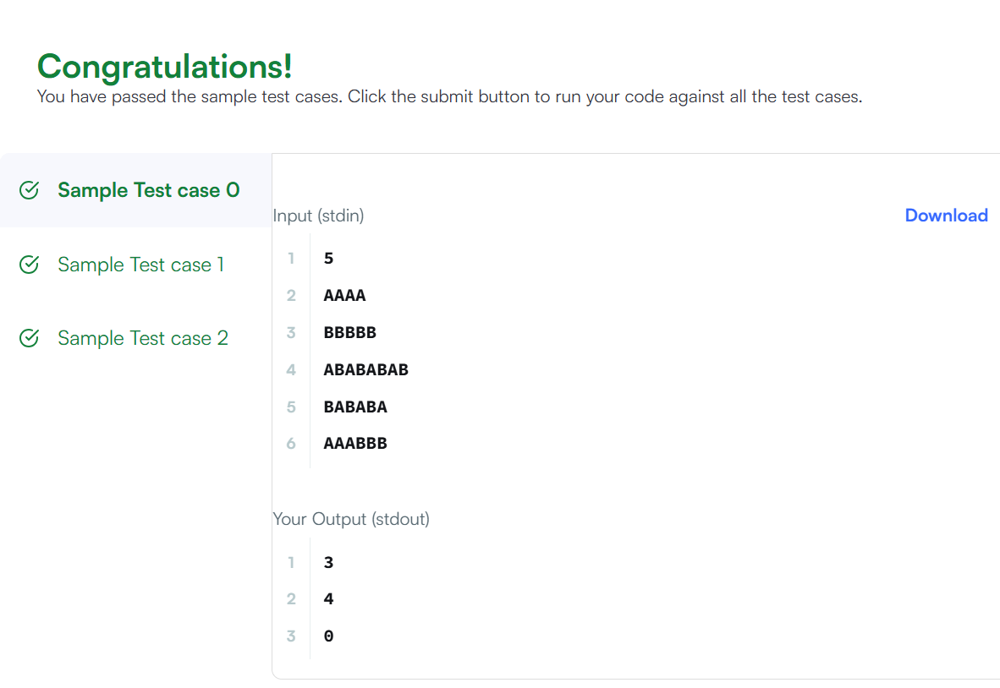 Congratulations!
You have passed the sample test cases. Click the submit button to run your code against all the test cases.
Sample Test case 0
Sample Test case 1
Sample Test case 2
Input (stdin)
Download
1 5
2 AAAA
3 BBBBB
4 ABABABAB
5 BABABA
6 AAABBB
Your Output (stdout)
1 3
2 4
3 0